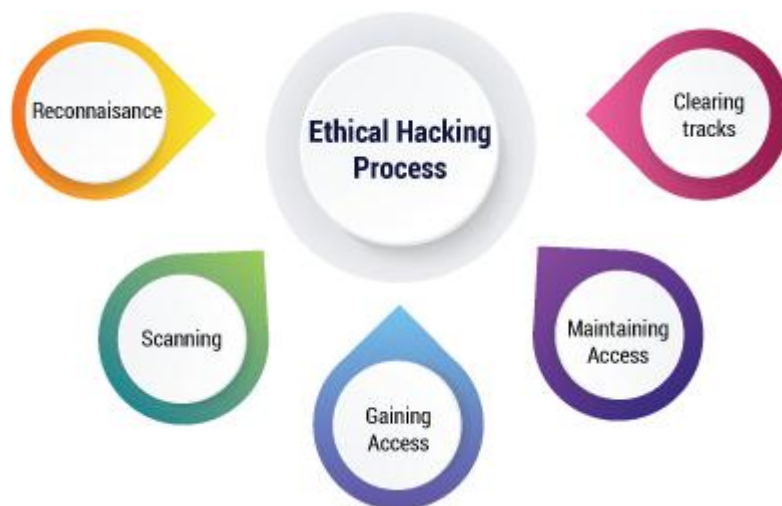 Ethical Hacking
Process
Reconnaisance
Scanning
Gaining
Access
Maintaining
Access
Clearing
tracks